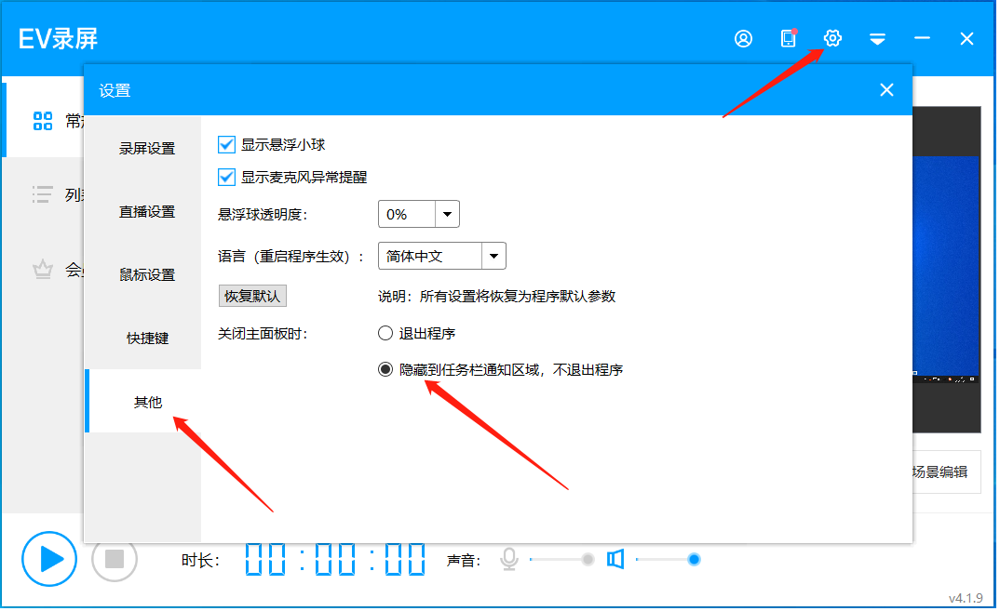 EV录屏
设置
常
列
会
录屏设置
直播设置
鼠标设置
快捷键
其他
显示悬浮小球
显示麦克风异常提醒
悬浮球透明度：
0%
语言（重启程序生效）：
简体中文
恢复默认
说明：所有设置将恢复为程序默认参数
关闭主面板时：
退出程序
隐藏到任务栏通知区域，不退出程序
场景编辑
时长：
00:00:00
声音：
v4.1.9